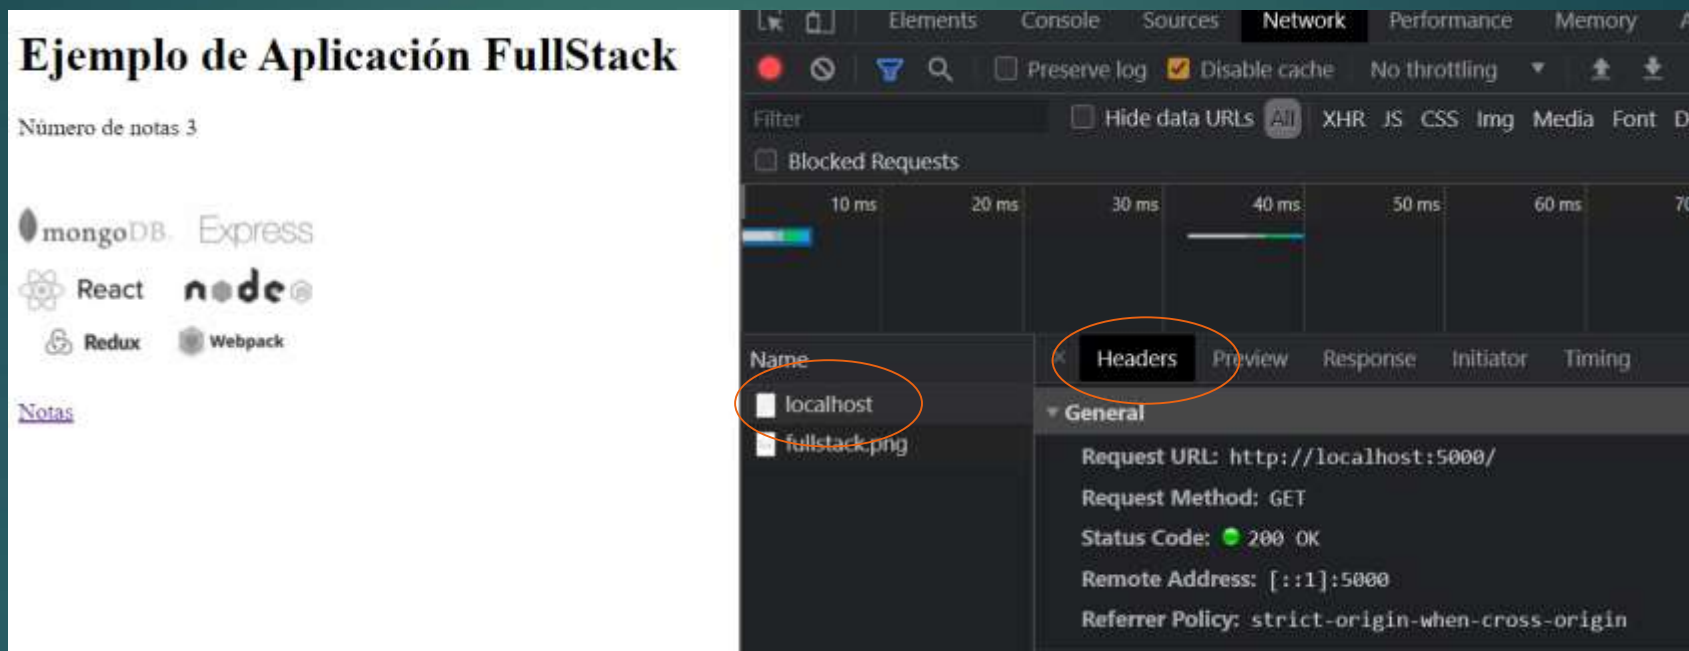 Ejemplo de Aplicación FullStack
Número de notas 3
mongoDB. Express
React node
Redux Webpack
Notas
Elements Console Sources Network Performance Memory
Preserve log Disable cache No throttling
Filter Hide data URLs All XHR JS CSS Img Media Font
Blocked Requests
10 ms 20 ms 30 ms 40 ms 50 ms 60 ms
Name
localhost
fullstack.png
× Headers Preview Response Initiator Timing
General
Request URL: http://localhost:5000/
Request Method: GET
Status Code: 200 OK
Remote Address: [::1]:5000
Referrer Policy: strict-origin-when-cross-origin